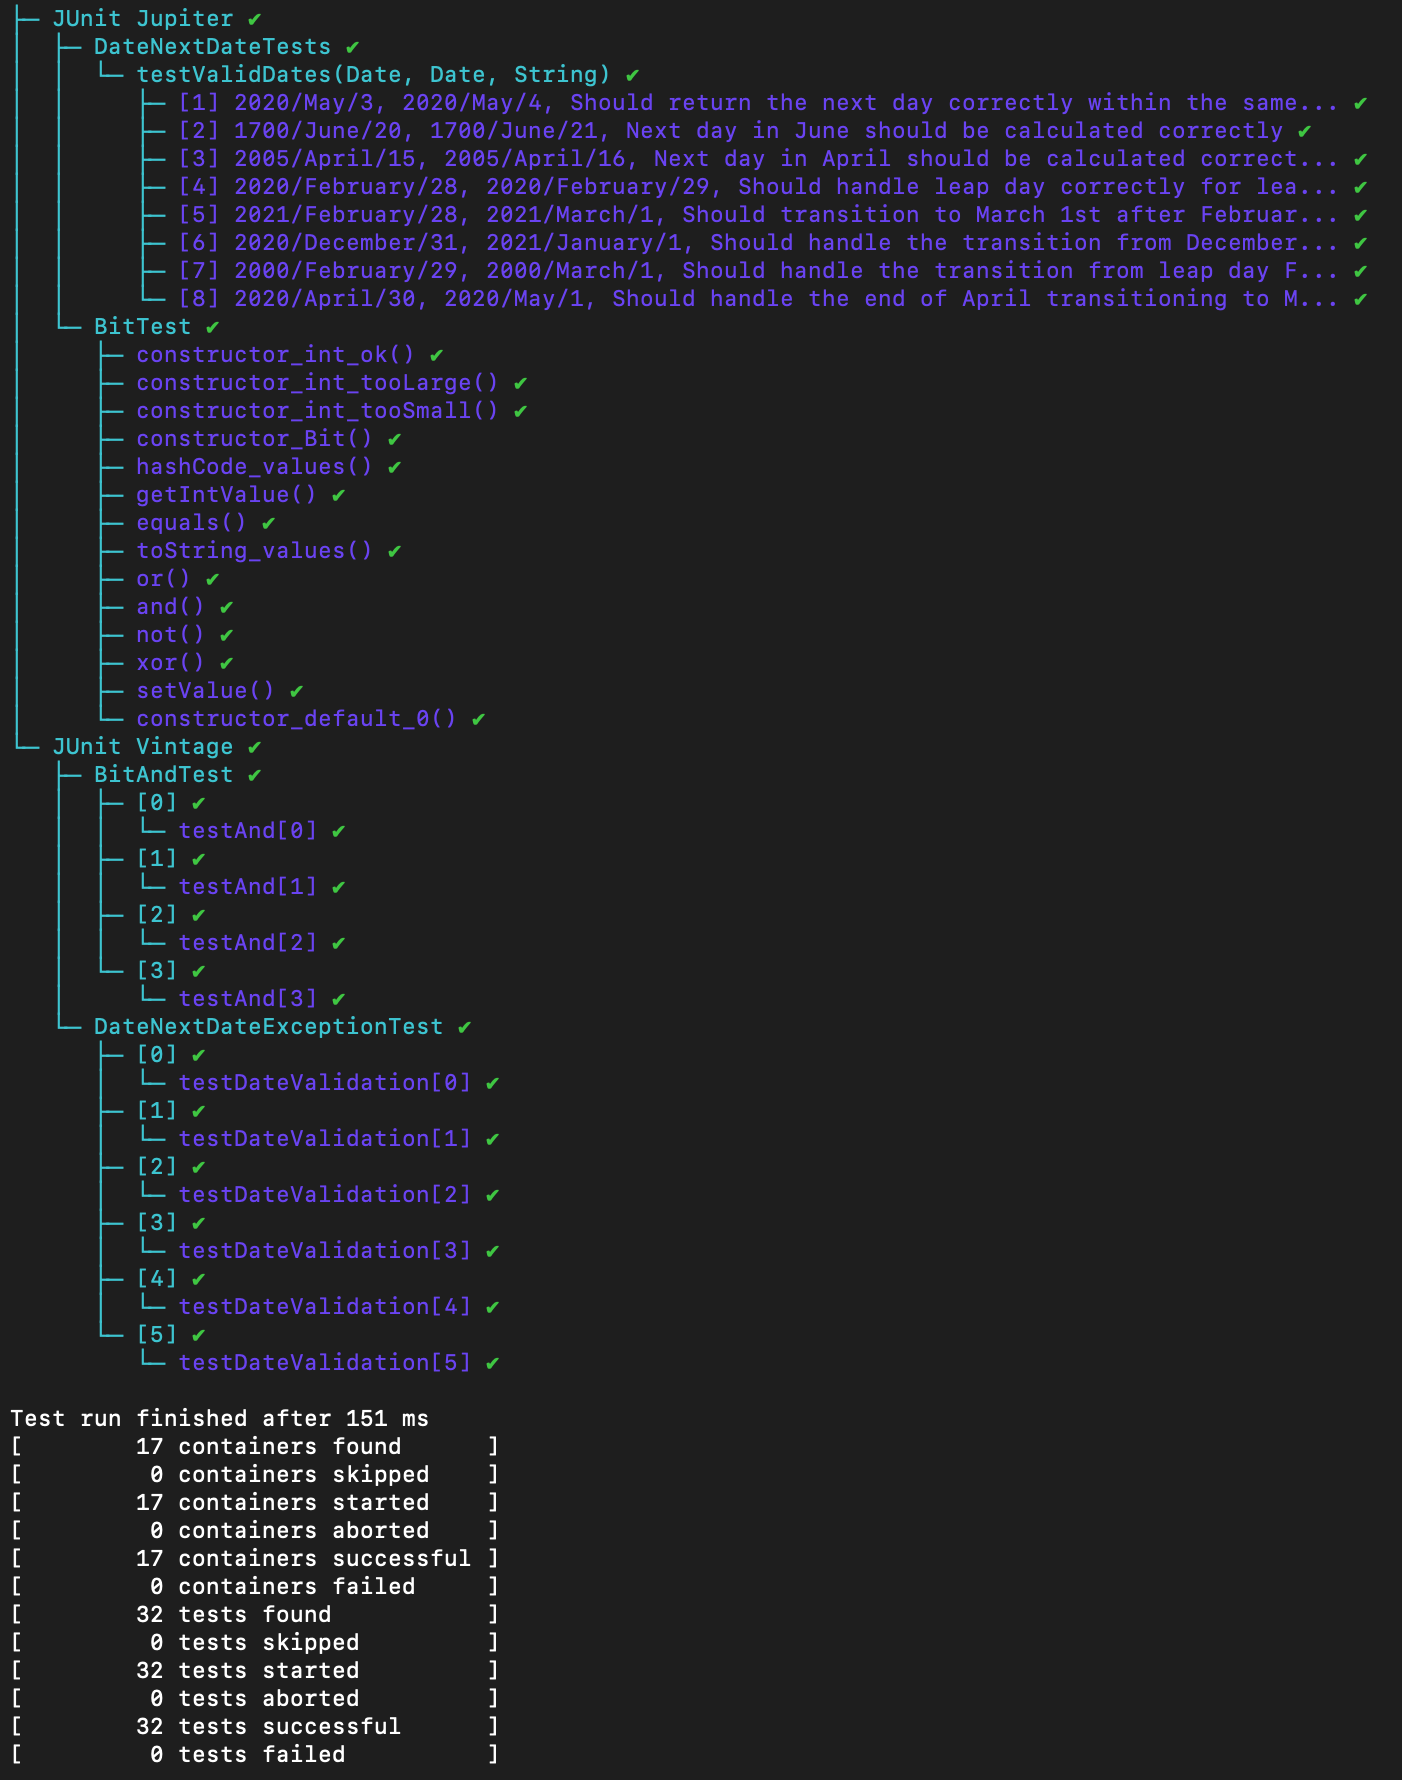 ├─ JUnit Jupiter ✔
│  ├─ DateNextDateTests ✔
│  │  └─ testValidDates(Date, Date, String) ✔
│  │     ├─ [1] 2020/May/3, 2020/May/4, Should return the next day correctly within the same... ✔
│  │     ├─ [2] 1700/June/20, 1700/June/21, Next day in June should be calculated correctly ✔
│  │     ├─ [3] 2005/April/15, 2005/April/16, Next day in April should be calculated correct... ✔
│  │     ├─ [4] 2020/February/28, 2020/February/29, Should handle leap day correctly for lea... ✔
│  │     ├─ [5] 2021/February/28, 2021/March/1, Should transition to March 1st after Februar... ✔
│  │     ├─ [6] 2020/December/31, 2021/January/1, Should handle the transition from December... ✔
│  │     ├─ [7] 2000/February/29, 2000/March/1, Should handle the transition from leap day F... ✔
│  │     └─ [8] 2020/April/30, 2020/May/1, Should handle the end of April transitioning to M... ✔
│  └─ BitTest ✔
│     ├─ constructor_int_ok() ✔
│     ├─ constructor_int_tooLarge() ✔
│     ├─ constructor_int_tooSmall() ✔
│     ├─ constructor_Bit() ✔
│     ├─ hashCode_values() ✔
│     ├─ getIntValue() ✔
│     ├─ equals() ✔
│     ├─ toString_values() ✔
│     ├─ or() ✔
│     ├─ and() ✔
│     ├─ not() ✔
│     ├─ xor() ✔
│     ├─ setValue() ✔
│     └─ constructor_default_0() ✔
└─ JUnit Vintage ✔
   ├─ BitAndTest ✔
   │  ├─ [0] ✔
   │  │  └─ testAnd[0] ✔
   │  ├─ [1] ✔
   │  │  └─ testAnd[1] ✔
   │  ├─ [2] ✔
   │  │  └─ testAnd[2] ✔
   │  └─ [3] ✔
   │     └─ testAnd[3] ✔
   └─ DateNextDateExceptionTest ✔
      ├─ [0] ✔
      │  └─ testDateValidation[0] ✔
      ├─ [1] ✔
      │  └─ testDateValidation[1] ✔
      ├─ [2] ✔
      │  └─ testDateValidation[2] ✔
      ├─ [3] ✔
      │  └─ testDateValidation[3] ✔
      ├─ [4] ✔
      │  └─ testDateValidation[4] ✔
      └─ [5] ✔
         └─ testDateValidation[5] ✔

Test run finished after 151 ms
[        17 containers found      ]
[         0 containers skipped    ]
[        17 containers started    ]
[         0 containers aborted    ]
[        17 containers successful ]
[         0 containers failed     ]
[        32 tests found           ]
[         0 tests skipped         ]
[        32 tests started         ]
[         0 tests aborted         ]
[        32 tests successful      ]
[         0 tests failed          ]